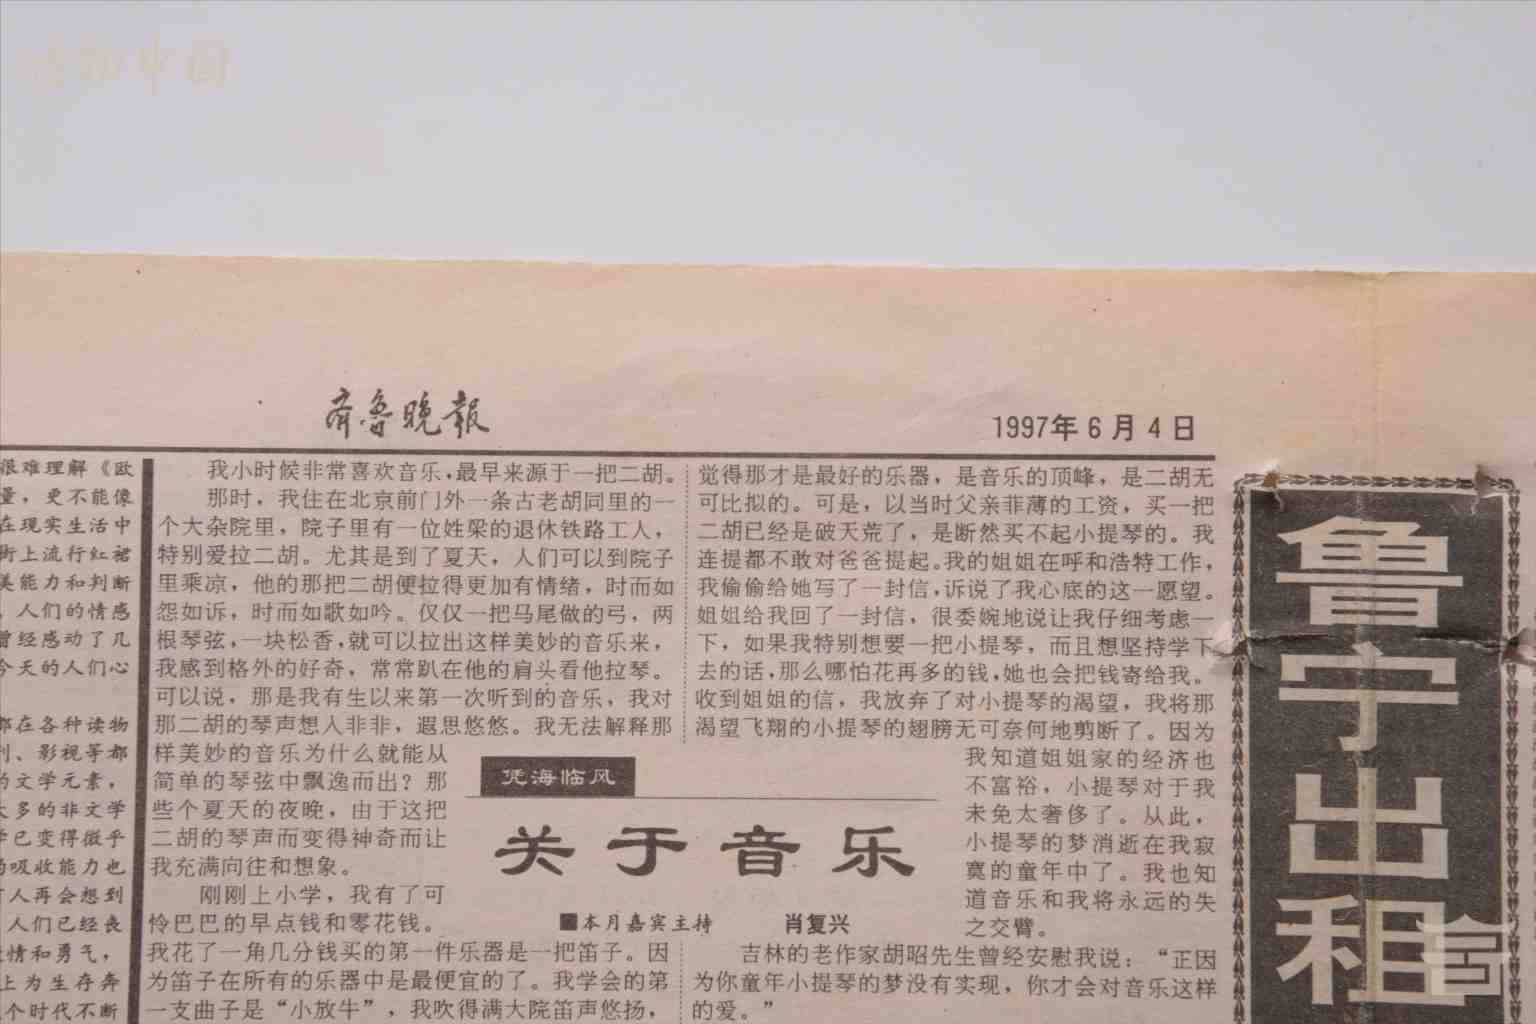 中国
齐鲁晚报
1997年6月4日
很难理解《欧
量，更不能像
在现实生活中
街上流行红裙
美能力和判断
，人们的情感
曾经感动了几
今天的人们心
都在各种读物
刊、影视等都
的文学元素，
太多的非文学
学已变得微乎
的吸收能力也
人再会想到
人们已经丧
情和勇气，
上为生存奔
个时代不断
我小时候非常喜欢音乐，最早来源于一把二胡。
那时，我住在北京前门外一条古老胡同里的一
个大杂院里，院子里有一位姓梁的退休铁路工人，
特别爱拉二胡。尤其是到了夏天，人们可以到院子
里乘凉，他的那把二胡便拉得更加有情绪，时而如
怨如诉，时而如歌如吟。仅仅一把马尾做的弓，两
根琴弦，一块松香，就可以拉出这样美妙的音乐来，
我感到格外的好奇，常常趴在他的肩头看他拉琴。
可以说，那是我有生以来第一次听到的音乐，我对
那二胡的琴声想入非非，遐思悠悠。我无法解释那
样美妙的音乐为什么就能从
简单的琴弦中飘逸而出？那
些个夏天的夜晚，由于这把
二胡的琴声而变得神奇而让
我充满向往和想象。
刚刚上小学，我有了可
怜巴巴的早点钱和零花钱。
我花了一角几分钱买的第一件乐器是一把笛子。因
为笛子在所有的乐器中是最便宜的了。我学会的第
一支曲子是“小放牛”，我吹得满大院笛声悠扬，
凭海临风
关于音乐
■本月嘉宾主持 肖复兴
觉得那才是最好的乐器，是音乐的顶峰，是二胡无
可比拟的。可是，以当时父亲菲薄的工资，买一把
二胡已经是破天荒了，是断然买不起小提琴的。我
连提都不敢对爸爸提起。我的姐姐在呼和浩特工作，
我偷偷给她写了一封信，诉说了我心底的这一愿望。
姐姐给我回了一封信，很委婉地说让我仔细考虑一
下，如果我特别想要一把小提琴，而且想坚持学下
去的话，那么哪怕花再多的钱，她也会把钱寄给我。
收到姐姐的信，我放弃了对小提琴的渴望，我将那
渴望飞翔的小提琴的翅膀无可奈何地剪断了。因为
我知道姐姐家的经济也
不富裕，小提琴对于我
未免太奢侈了。从此，
小提琴的梦消逝在我寂
寞的童年中了。我也知
道音乐和我将永远的失
之交臂。
吉林的老作家胡昭先生曾经安慰我说：“正因
为你童年小提琴的梦没有实现，你才会对音乐这样
的爱。”
鲁宁出租